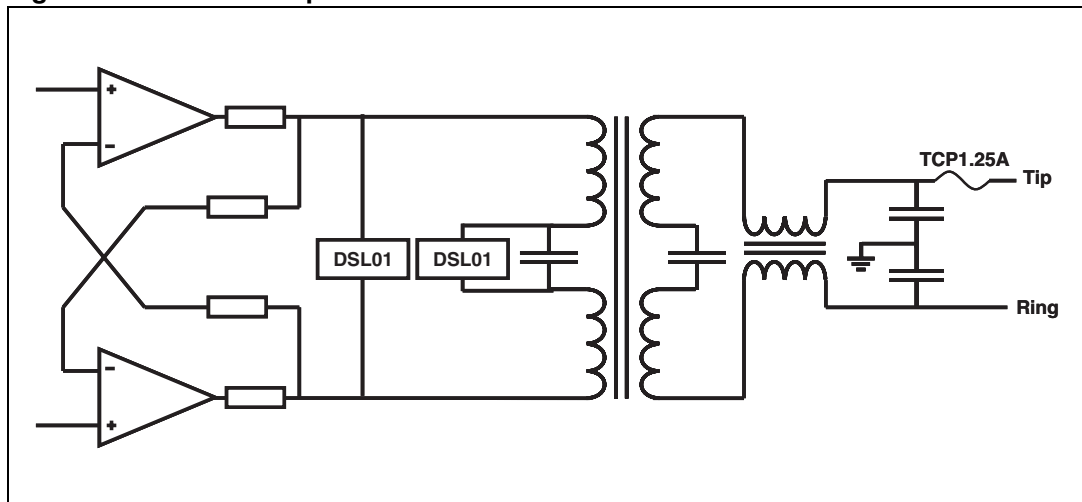 +
-
TCP1.25A
Tip
DSL01
DSL01
Ring
-
+